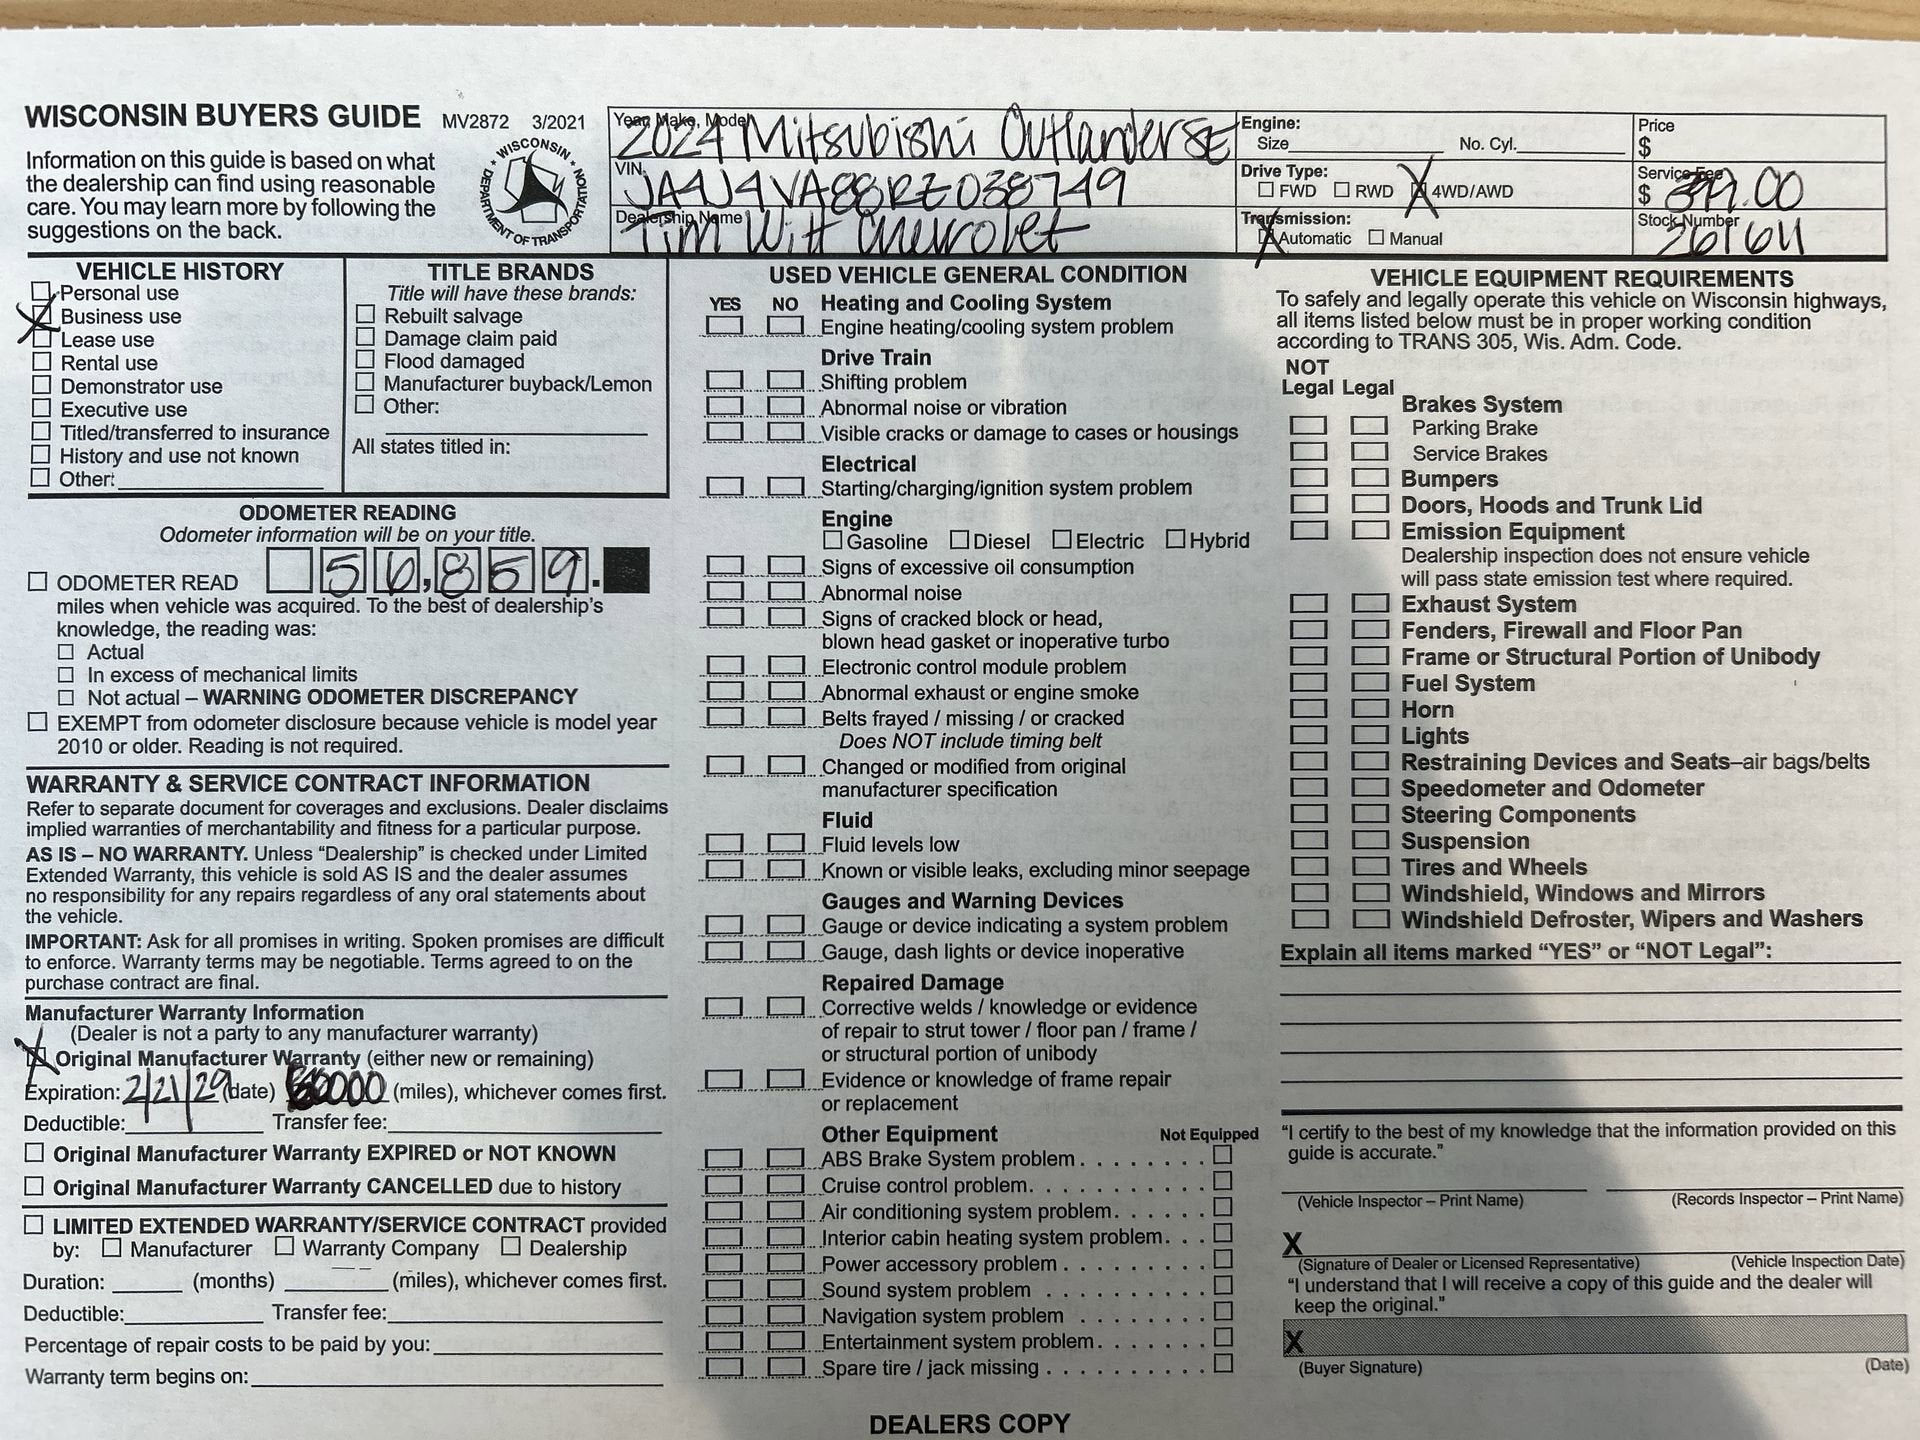 WISCONSIN BUYERS GUIDE MV2872 3/2021
Information on this guide is based on what
the dealership can find using reasonable
care. You may learn more by following the
suggestions on the back.
WISCONSIN
DEPARTMENT OF TRANSPORTATION
Year, Make, Model
2024 Mitsubishi Outlander SE
VIN
JA4J4VA88RZ038749
Dealership Name
Tim Witt Chevrolet
Engine:
Size No. Cyl.
Drive Type:
FWD RWD 4WD/AWD
Transmission:
Automatic Manual
Price
$
Service Fee
$ 399.00
Stock Number
VEHICLE HISTORY
Personal use
Business use
Lease use
Rental use
Demonstrator use
Executive use
Titled/transferred to insurance
History and use not known
Other:
TITLE BRANDS
Title will have these brands:
Rebuilt salvage
Damage claim paid
Flood damaged
Manufacturer buyback/Lemon
Other:
All states titled in:
ODOMETER READING
Odometer information will be on your title.
ODOMETER READ 56,859.
miles when vehicle was acquired. To the best of dealership's
knowledge, the reading was:
Actual
In excess of mechanical limits
Not actual – WARNING ODOMETER DISCREPANCY
EXEMPT from odometer disclosure because vehicle is model year
2010 or older. Reading is not required.
WARRANTY & SERVICE CONTRACT INFORMATION
Refer to separate document for coverages and exclusions. Dealer disclaims
implied warranties of merchantability and fitness for a particular purpose.
AS IS – NO WARRANTY. Unless "Dealership" is checked under Limited
Extended Warranty, this vehicle is sold AS IS and the dealer assumes
no responsibility for any repairs regardless of any oral statements about
the vehicle.
IMPORTANT: Ask for all promises in writing. Spoken promises are difficult
to enforce. Warranty terms may be negotiable. Terms agreed to on the
purchase contract are final.
Manufacturer Warranty Information
(Dealer is not a party to any manufacturer warranty)
Original Manufacturer Warranty (either new or remaining)
Expiration: 2/21/29 (date) 60000 (miles), whichever comes first.
Deductible: Transfer fee:
Original Manufacturer Warranty EXPIRED or NOT KNOWN
Original Manufacturer Warranty CANCELLED due to history
LIMITED EXTENDED WARRANTY/SERVICE CONTRACT provided
by: Manufacturer Warranty Company Dealership
Duration: (months) (miles), whichever comes first.
Deductible: Transfer fee:
Percentage of repair costs to be paid by you:
Warranty term begins on:
USED VEHICLE GENERAL CONDITION
YES NO Heating and Cooling System
Engine heating/cooling system problem
Drive Train
Shifting problem
Abnormal noise or vibration
Visible cracks or damage to cases or housings
Electrical
Starting/charging/ignition system problem
Engine
Gasoline Diesel Electric Hybrid
Signs of excessive oil consumption
Abnormal noise
Signs of cracked block or head,
blown head gasket or inoperative turbo
Electronic control module problem
Abnormal exhaust or engine smoke
Belts frayed / missing / or cracked
Does NOT include timing belt
Changed or modified from original
manufacturer specification
Fluid
Fluid levels low
Known or visible leaks, excluding minor seepage
Gauges and Warning Devices
Gauge or device indicating a system problem
Gauge, dash lights or device inoperative
Repaired Damage
Corrective welds / knowledge or evidence
of repair to strut tower / floor pan / frame /
or structural portion of unibody
Evidence or knowledge of frame repair
or replacement
Other Equipment Not Equipped
ABS Brake System problem
Cruise control problem
Air conditioning system problem
Interior cabin heating system problem
Power accessory problem
Sound system problem
Navigation system problem
Entertainment system problem
Spare tire / jack missing
VEHICLE EQUIPMENT REQUIREMENTS
To safely and legally operate this vehicle on Wisconsin highways,
all items listed below must be in proper working condition
according to TRANS 305, Wis. Adm. Code.
NOT
Legal Legal
Brakes System
Parking Brake
Service Brakes
Bumpers
Doors, Hoods and Trunk Lid
Emission Equipment
Dealership inspection does not ensure vehicle
will pass state emission test where required.
Exhaust System
Fenders, Firewall and Floor Pan
Frame or Structural Portion of Unibody
Fuel System
Horn
Lights
Restraining Devices and Seats–air bags/belts
Speedometer and Odometer
Steering Components
Suspension
Tires and Wheels
Windshield, Windows and Mirrors
Windshield Defroster, Wipers and Washers
Explain all items marked "YES" or "NOT Legal":
"I certify to the best of my knowledge that the information provided on this
guide is accurate."
(Vehicle Inspector – Print Name) (Records Inspector – Print Name)
X
(Signature of Dealer or Licensed Representative) (Vehicle Inspection Date)
"I understand that I will receive a copy of this guide and the dealer will
keep the original."
X
(Buyer Signature) (Date)
DEALERS COPY